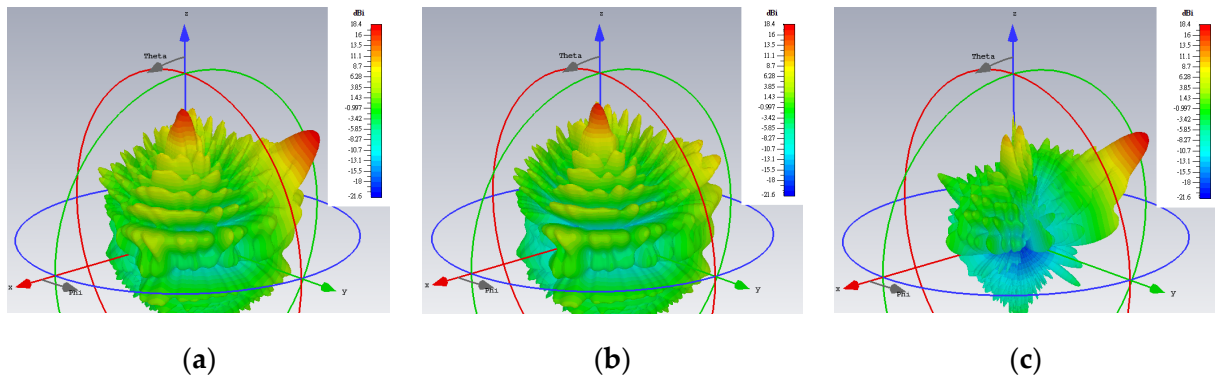 dBi
18.4
16
13.5
11.1
8.7
6.28
3.85
1.43
-0.997
-3.42
-5.85
-8.27
-10.7
-13.1
-15.5
-18
-21.6
z
Theta
x
Phi
y
(a)
dBi
18.4
16
13.5
11.1
8.7
6.28
3.85
1.43
-0.997
-3.42
-5.85
-8.27
-10.7
-13.1
-15.5
-18
-21.6
z
Theta
x
Phi
y
(b)
dBi
18.4
16
13.5
11.1
8.7
6.28
3.85
1.43
-0.997
-3.42
-5.85
-8.27
-10.7
-13.1
-15.5
-18
-21.6
z
Theta
x
Phi
y
(c)